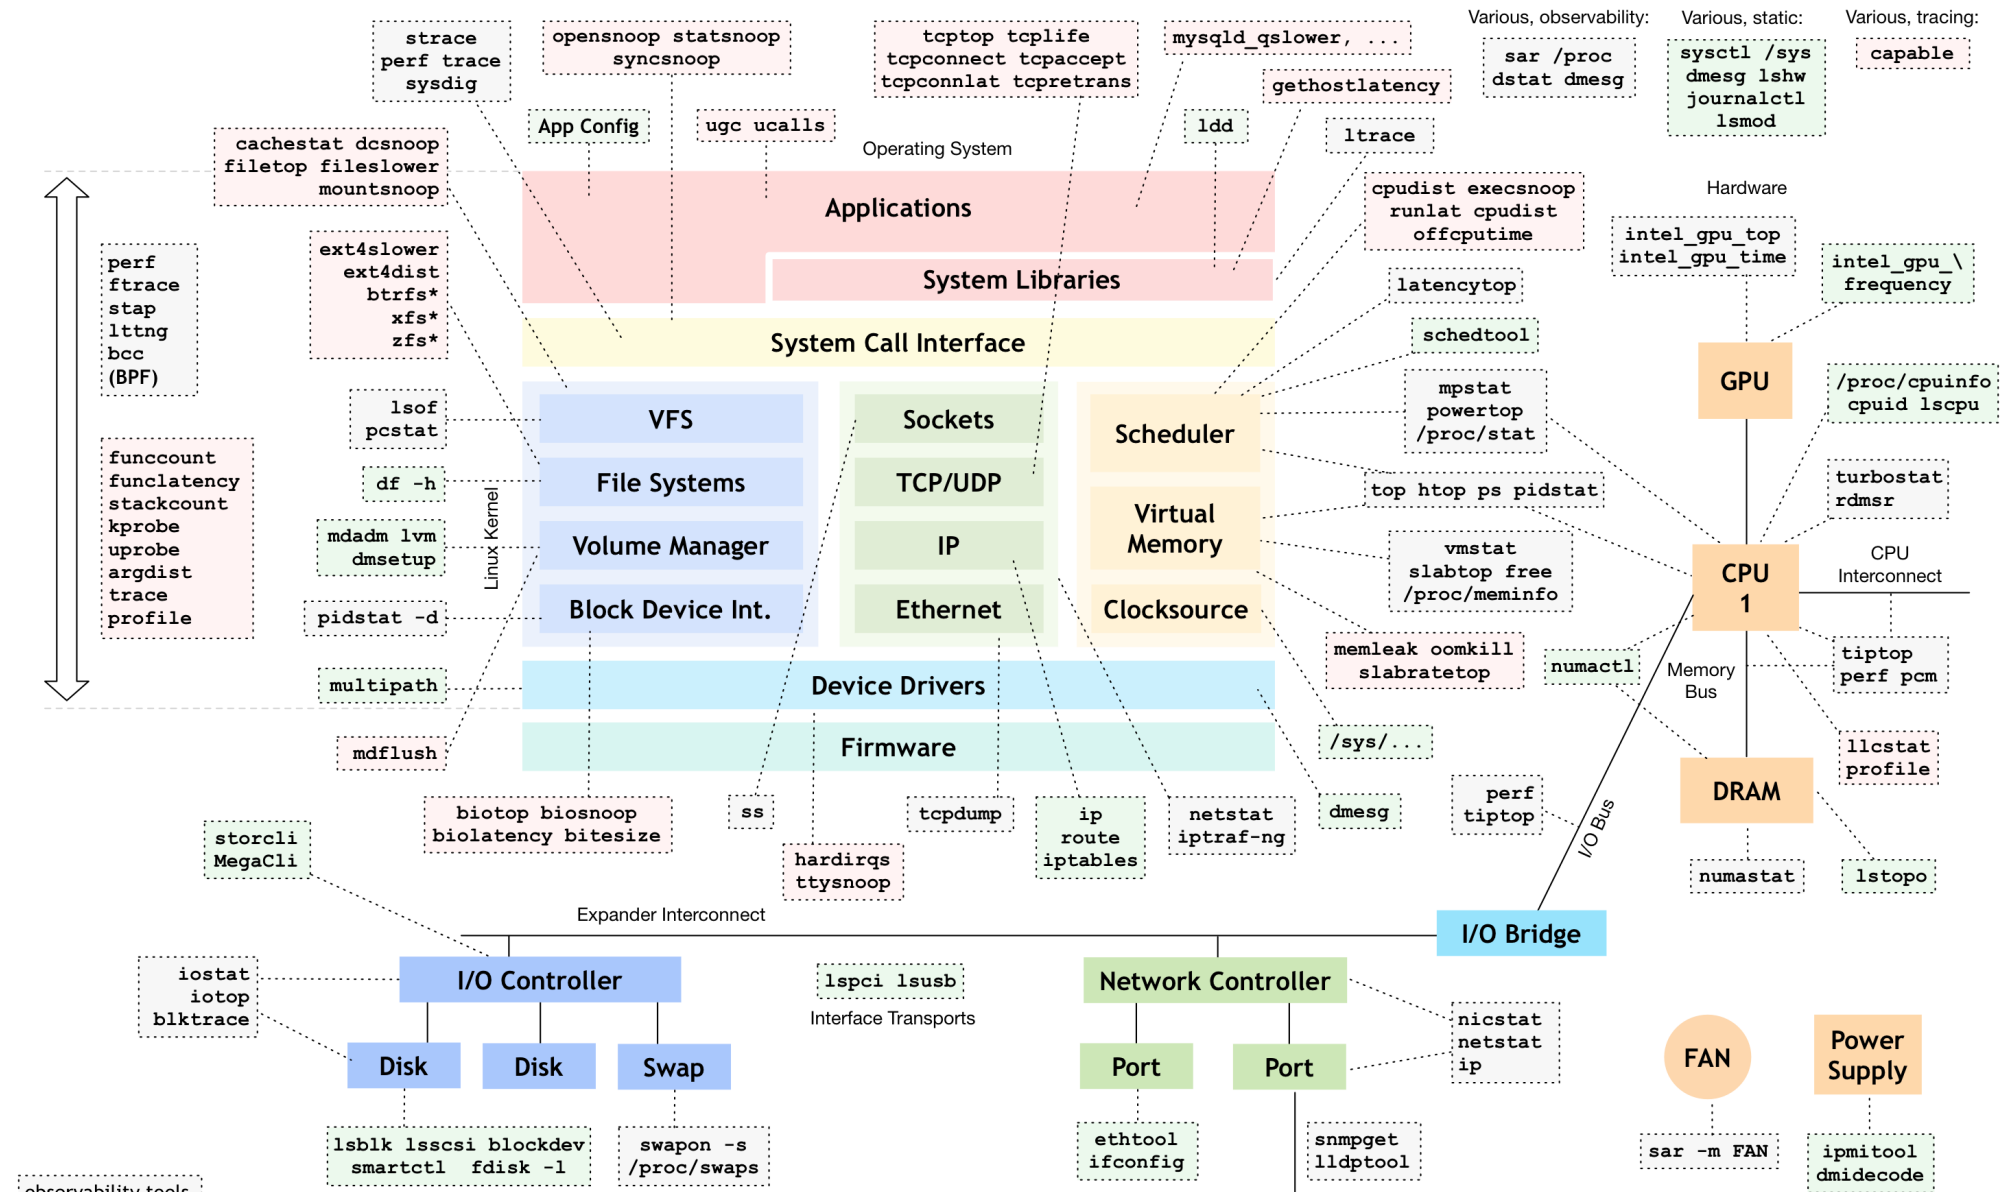 Various, observability:
sar /proc
dstat dmesg
Various, static:
sysctl /sys
dmesg lshw
journalctl
lsmod
Various, tracing:
capable
strace
perf trace
sysdig
opensnoop statsnoop
syncsnoop
tcptop tcplife
tcpconnect tcpaccept
tcpconnlat tcpretrans
mysqld_qslower, ...
gethostlatency
App Config
ugc ucalls
ldd
ltrace
Operating System
Hardware
cachestat dcsnoop
filetop fileslower
mountsnoop
ext4slower
ext4dist
btrfs*
xfs*
zfs*
perf
ftrace
stap
lttng
bcc
(BPF)
funccount
funclatency
stackcount
kprobe
uprobe
argdist
trace
profile
lsof
pcstat
df -h
mdadm lvm
dmsetup
pidstat -d
multipath
mdflush
Linux Kernel
Applications
System Libraries
System Call Interface
VFS
File Systems
Volume Manager
Block Device Int.
Sockets
TCP/UDP
IP
Ethernet
Scheduler
Virtual
Memory
Clocksource
Device Drivers
Firmware
cpudist execsnoop
runlat cpudist
offcputime
latencytop
schedtool
mpstat
powertop
/proc/stat
top htop ps pidstat
vmstat
slabtop free
/proc/meminfo
memleak oomkill
slabratetop
/sys/...
dmesg
intel_gpu_top
intel_gpu_time
intel_gpu_\
frequency
GPU
/proc/cpuinfo
cpuid lscpu
turbostat
rdmsr
CPU
1
CPU
Interconnect
numactl
Memory
Bus
tiptop
perf pcm
llcstat
profile
DRAM
perf
tiptop
I/O Bus
numastat
lstopo
biotop biosnoop
biolatency bitesize
ss
hardirqs
ttysnoop
tcpdump
ip
route
iptables
netstat
iptraf-ng
storcli
MegaCli
Expander Interconnect
I/O Bridge
iostat
iotop
blktrace
I/O Controller
lspci lsusb
Interface Transports
Network Controller
nicstat
netstat
ip
Disk
Disk
Swap
Port
Port
FAN
Power
Supply
lsblk lsscsi blockdev
smartctl fdisk -l
swapon -s
/proc/swaps
ethtool
ifconfig
snmpget
lldptool
sar -m FAN
ipmitool
dmidecode
observability tools